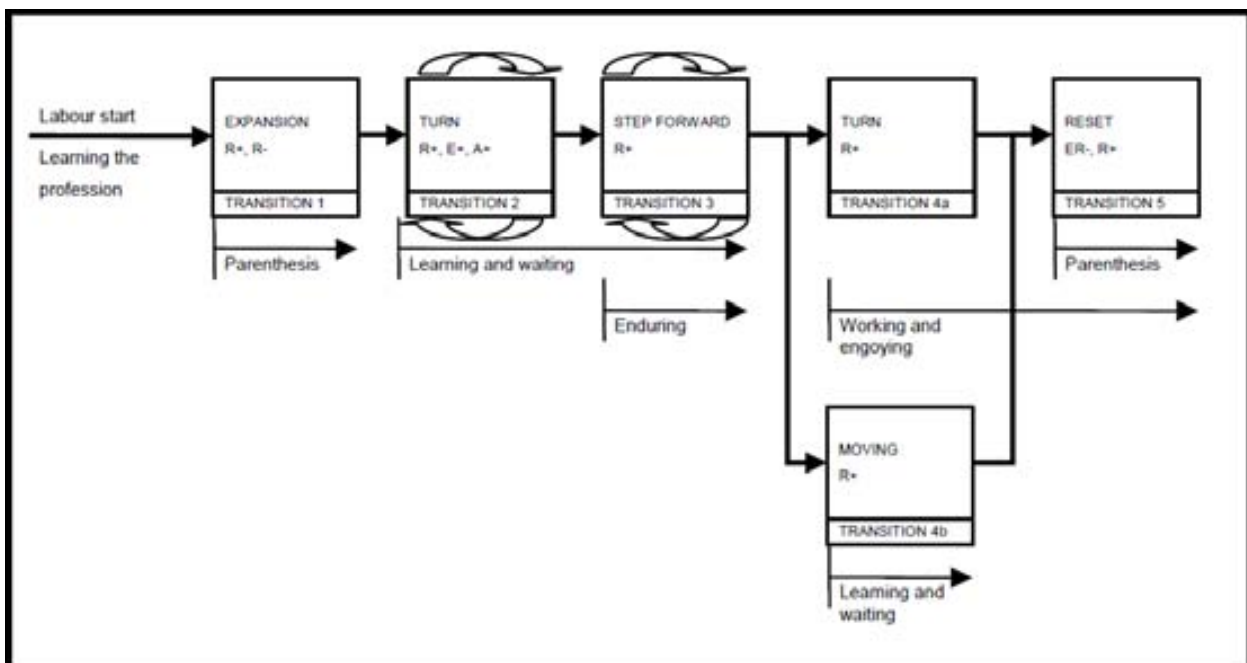 Labour start
Learning the
profession
EXPANSION
R+, R-
TRANSITION 1
Parenthesis
TURN
R+, E+, A+
TRANSITION 2
Learning and waiting
STEP FORWARD
R+
TRANSITION 3
Enduring
TURN
R+
TRANSITION 4a
Working and
engoying
RESET
ER-, R+
TRANSITION 5
Parenthesis
MOVING
R+
TRANSITION 4b
Learning and
waiting